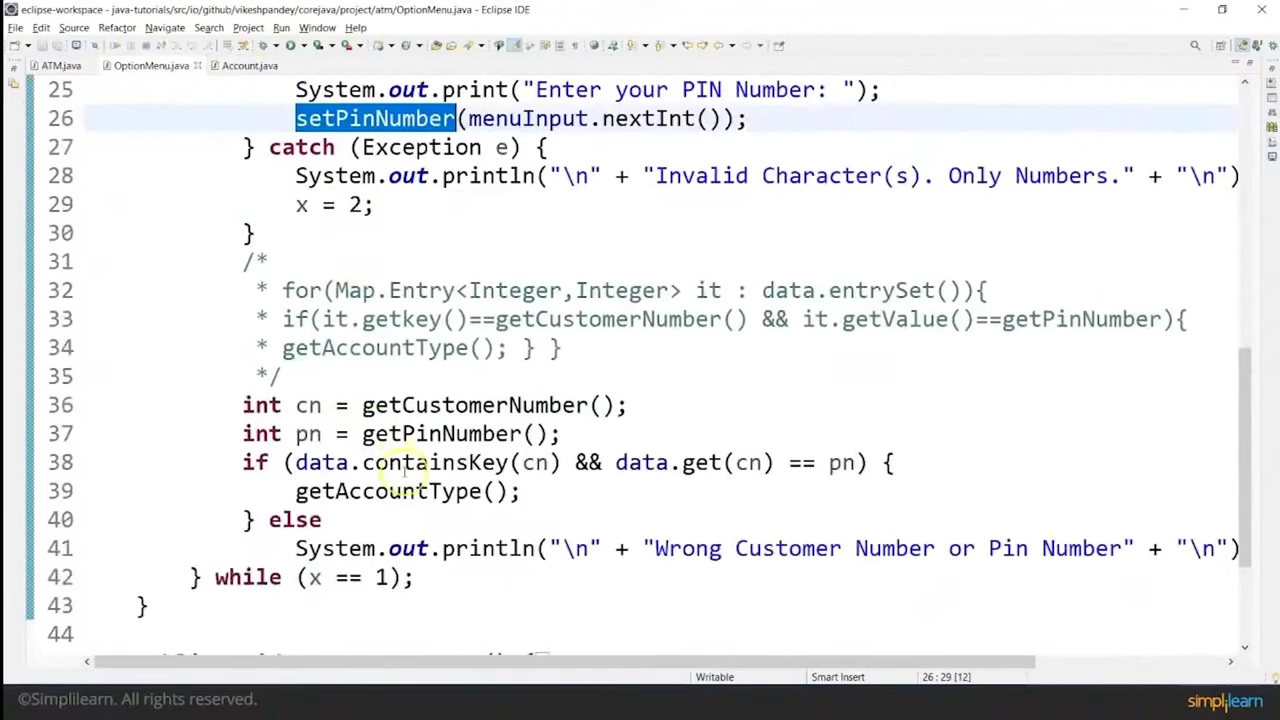 eclipse-workspace - java-tutorials/src/io/github/vikeshpandey/corejava/project/atm/OptionMenu.java - Eclipse IDE
File Edit Source Refactor Navigate Search Project Run Window Help
ATM.java OptionMenu.java Account.java
25 System.out.print("Enter your PIN Number: ");
26 setPinNumber(menuInput.nextInt());
27 } catch (Exception e) {
28 System.out.println("\n" + "Invalid Character(s). Only Numbers." + "\n")
29 x = 2;
30 }
31 /*
32 * for(Map.Entry<Integer,Integer> it : data.entrySet()){
33 * if(it.getkey()==getCustomerNumber() && it.getValue()==getPinNumber){
34 * getAccountType(); } }
35 */
36 int cn = getCustomerNumber();
37 int pn = getPinNumber();
38 if (data.containsKey(cn) && data.get(cn) == pn) {
39 getAccountType();
40 } else
41 System.out.println("\n" + "Wrong Customer Number or Pin Number" + "\n")
42 } while (x == 1);
43 }
44
Writable Smart Insert 26 : 29 [12]
©Simplilearn. All rights reserved.
simplilearn